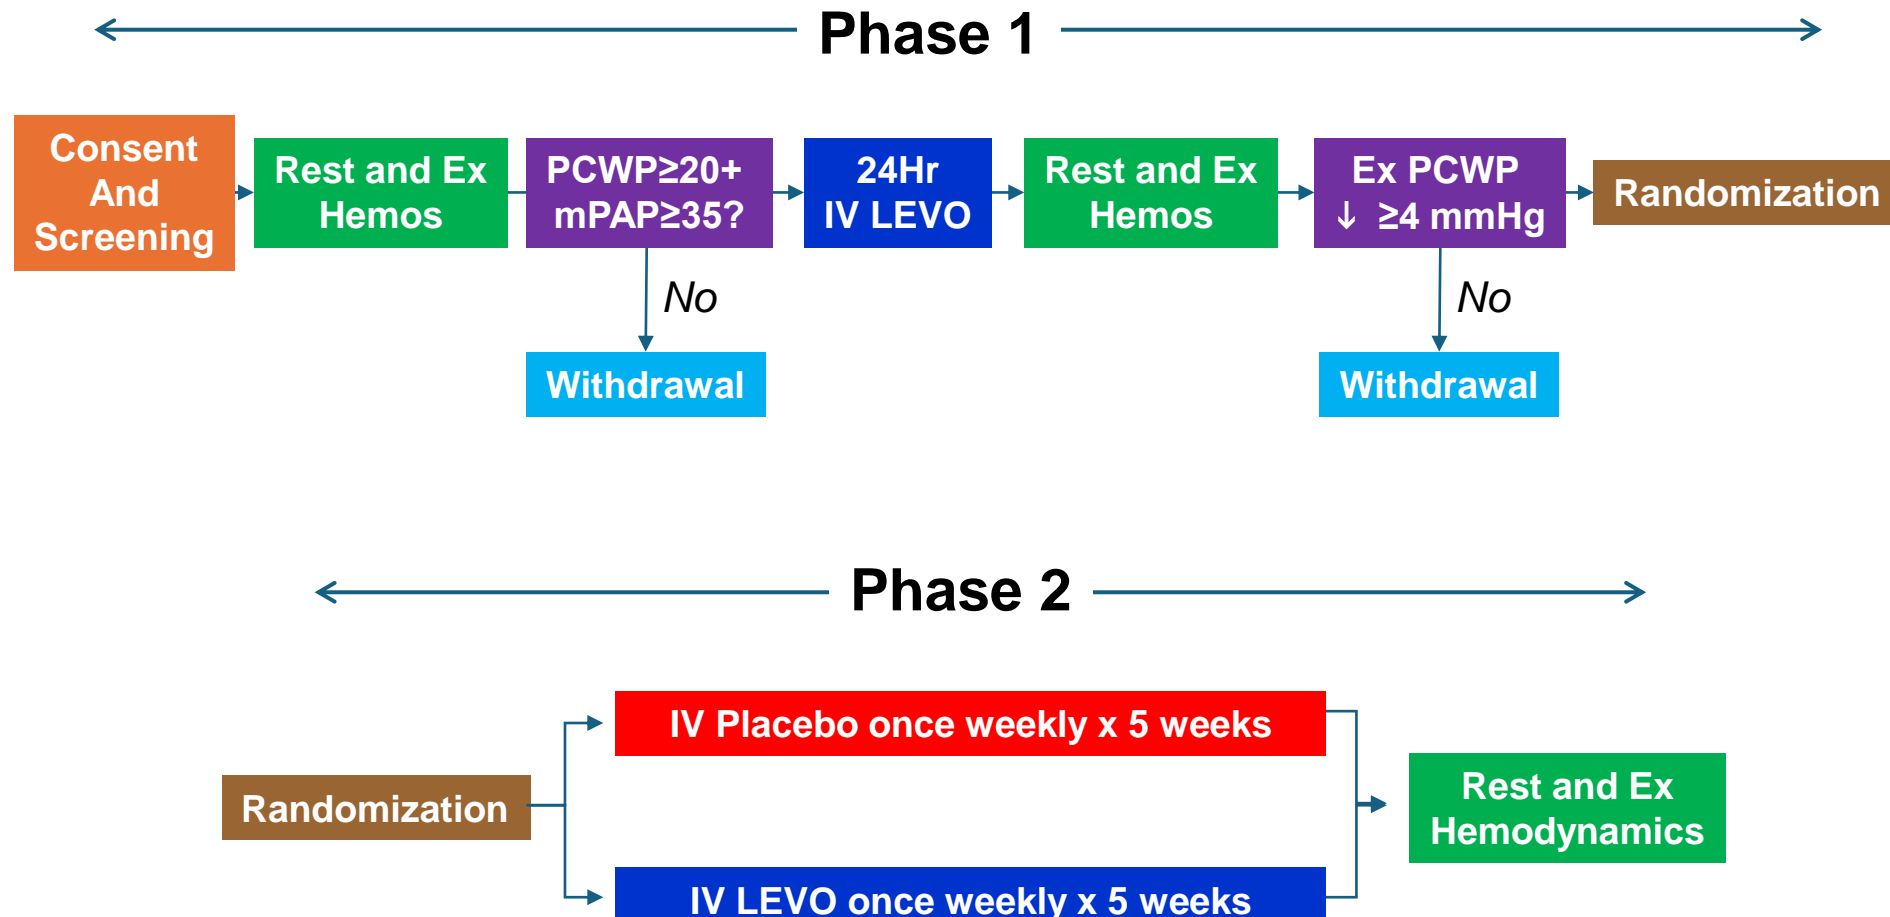 Phase 1
Consent
And
Screening
Rest and Ex
Hemos
PCWP≥20+
mPAP≥35?
24Hr
IV LEVO
Rest and Ex
Hemos
Ex PCWP
↓ ≥4 mmHg
Randomization
No
No
Withdrawal
Withdrawal
Phase 2
IV Placebo once weekly x 5 weeks
Randomization
Rest and Ex
Hemodynamics
IV LEVO once weekly x 5 weeks